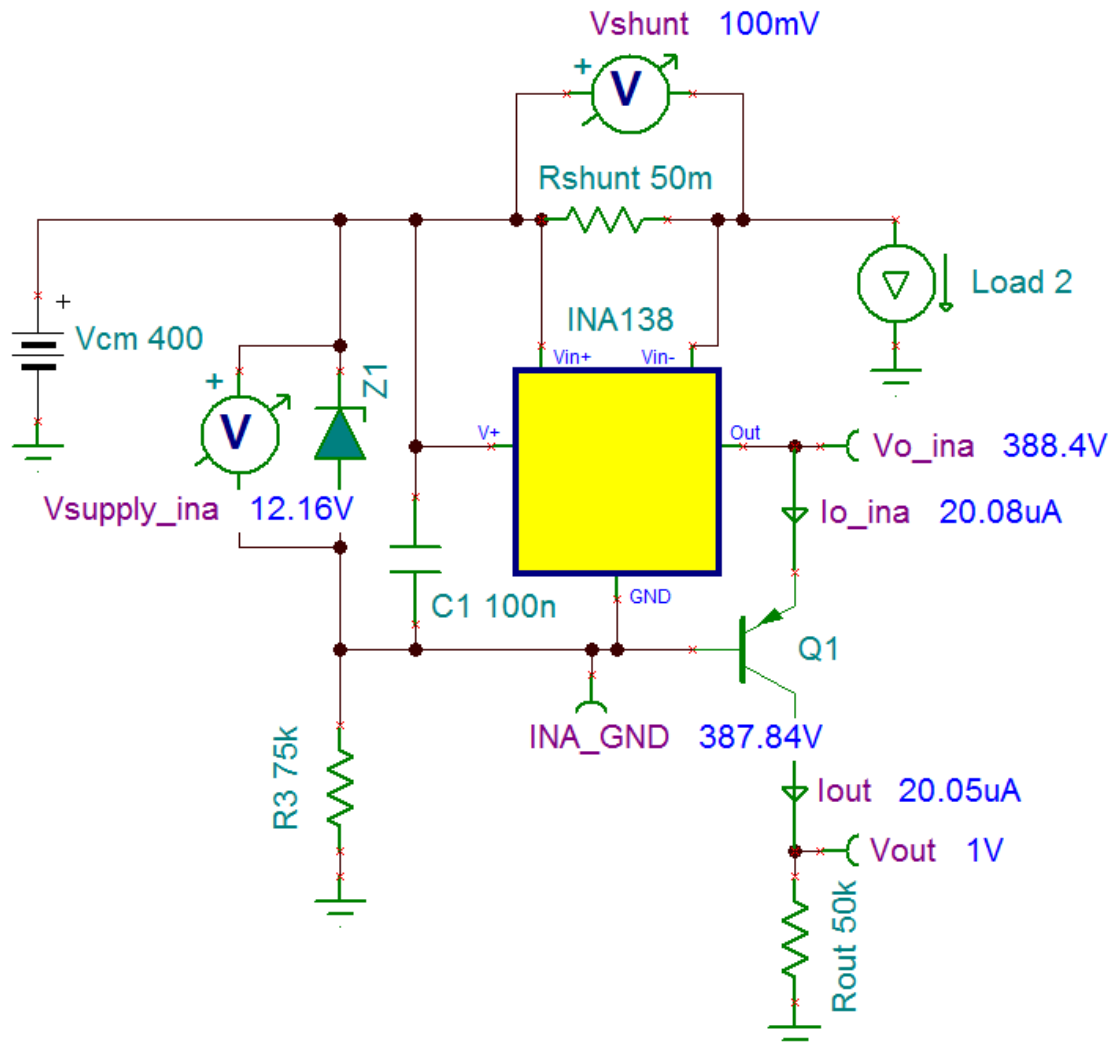 Vshunt 100mV
+
V
Rshunt 50m
+
Vcm 400
INA138
Load 2
Vin+ Vin-
+
V
Z1
V+
Out
Vo_ina 388.4V
Vsupply_ina 12.16V
Io_ina 20.08uA
C1 100n
GND
Q1
INA_GND 387.84V
R3 75k
Iout 20.05uA
Vout 1V
Rout 50k